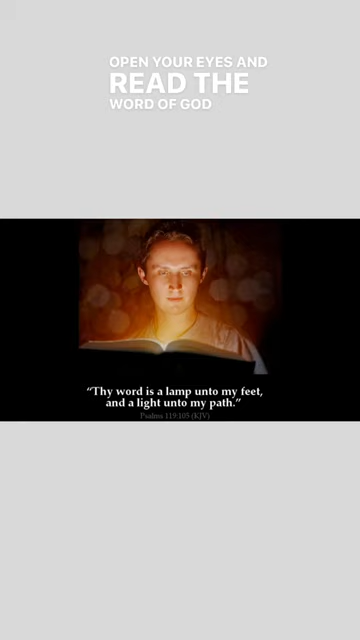 OPEN YOUR EYES AND
READ THE
WORD OF GOD
“Thy word is a lamp unto my feet,
and a light unto my path.”
Psalms 119:105 (KJV)